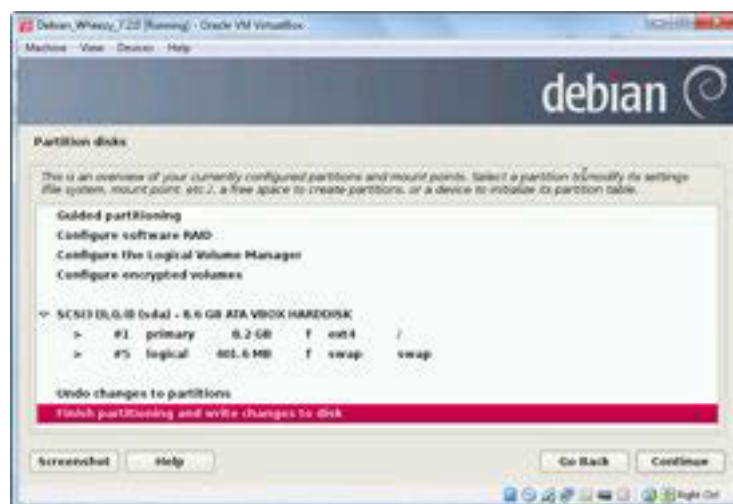 Debian_Wheezy_7.2.0 [Running] - Oracle VM VirtualBox
Machine View Devices Help
debian
Partition disks
This is an overview of your currently configured partitions and mount points. Select a partition to modify its settings
(file system, mount point, etc.), a free space to create partitions, or a device to initialize its partition table.
Guided partitioning
Configure software RAID
Configure the Logical Volume Manager
Configure encrypted volumes
SCSI3 (0,0,0) (sda) - 8.6 GB ATA VBOX HARDDISK
> #1 primary 8.2 GB f ext4 /
> #5 logical 401.6 MB f swap swap
Undo changes to partitions
Finish partitioning and write changes to disk
Screenshot Help Go Back Continue
Right Ctrl